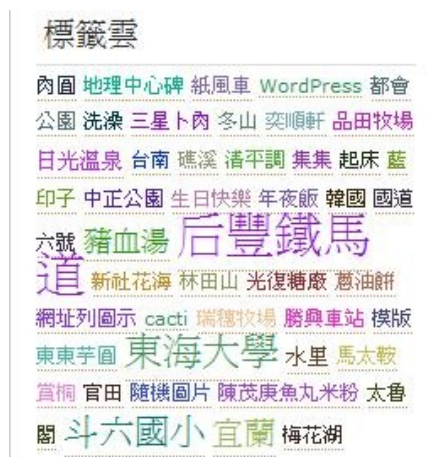 標籤雲
肉圓 地理中心碑 紙風車 WordPress 都會
公園 洗澡 三星卜肉 冬山 奕順軒 品田牧場
日光溫泉 台南 礁溪 清平調 集集 起床 藍
印子 中正公園 生日快樂 年夜飯 韓國 國道
六號 豬血湯 后豐鐵馬
道 新社花海 林田山 光復糖廠 蔥油餅
網址列圖示 cacti 瑞穗牧場 勝興車站 模版
東東芋圓 東海大學 水里 馬太鞍
賞桐 官田 隨機圖片 陳茂庚魚丸米粉 太魯
閣 斗六國小 宜蘭 梅花湖